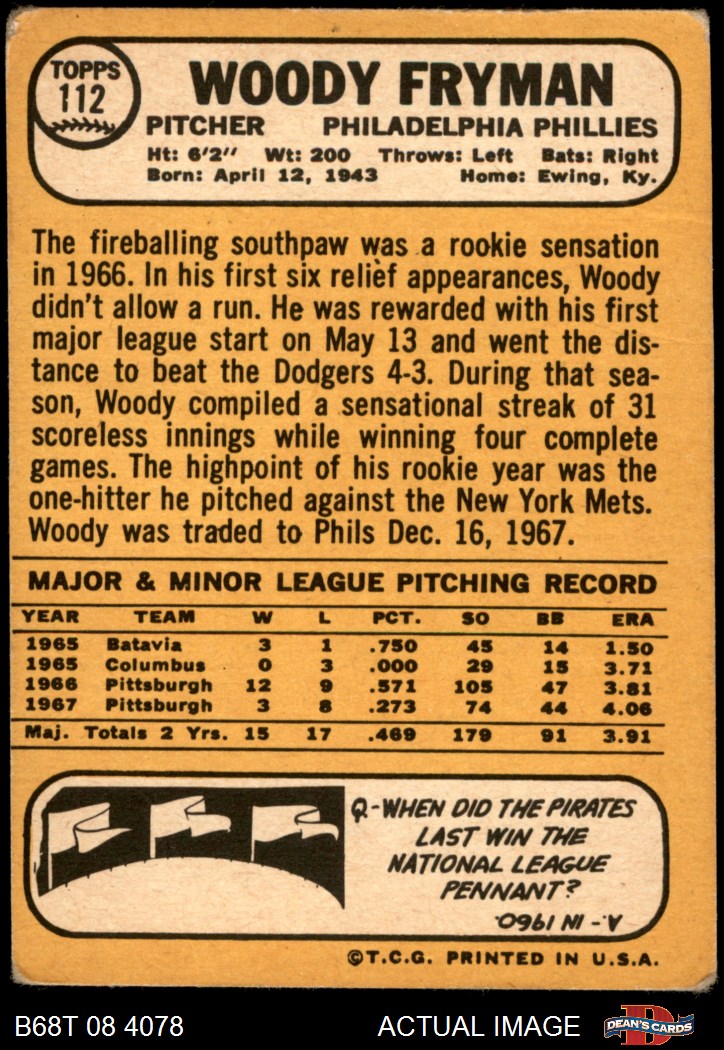 TOPPS
112
WOODY FRYMAN
PITCHER PHILADELPHIA PHILLIES
Ht: 6'2" Wt: 200 Throws: Left Bats: Right
Born: April 12, 1943 Home: Ewing, Ky.
The fireballing southpaw was a rookie sensation
in 1966. In his first six relief appearances, Woody
didn't allow a run. He was rewarded with his first
major league start on May 13 and went the dis-
tance to beat the Dodgers 4-3. During that sea-
son, Woody compiled a sensational streak of 31
scoreless innings while winning four complete
games. The highpoint of his rookie year was the
one-hitter he pitched against the New York Mets.
Woody was traded to Phils Dec. 16, 1967.
MAJOR & MINOR LEAGUE PITCHING RECORD
YEAR TEAM W L PCT. SO BB ERA
1965 Batavia 3 1 .750 45 14 1.50
1965 Columbus 0 3 .000 29 15 3.71
1966 Pittsburgh 12 9 .571 105 47 3.81
1967 Pittsburgh 3 8 .273 74 44 4.06
Maj. Totals 2 Yrs. 15 17 .469 179 91 3.91
Q-WHEN DID THE PIRATES
LAST WIN THE
NATIONAL LEAGUE
PENNANT?
A.- IN 1960.
©T.C.G. PRINTED IN U.S.A.
B68T 08 4078 ACTUAL IMAGE D DEAN'S CARDS